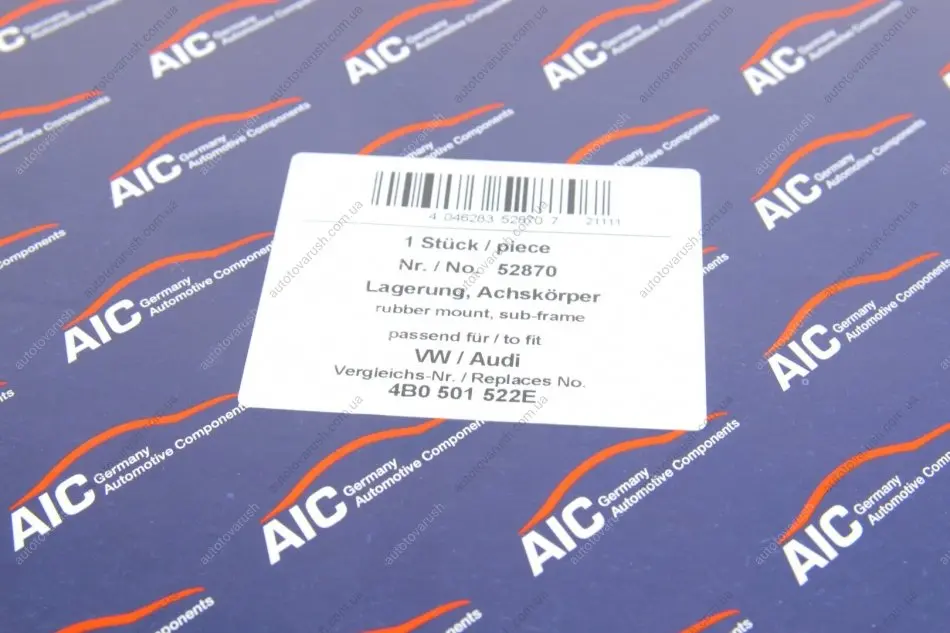 AIC Germany
Automotive Components
4 046283 52870 7 21111
1 Stück / piece
Nr. / No. 52870
Lagerung, Achskörper
rubber mount, sub-frame
passend für / to fit
VW / Audi
Vergleichs-Nr. / Replaces No.
4B0 501 522E
autotovarush.com.ua